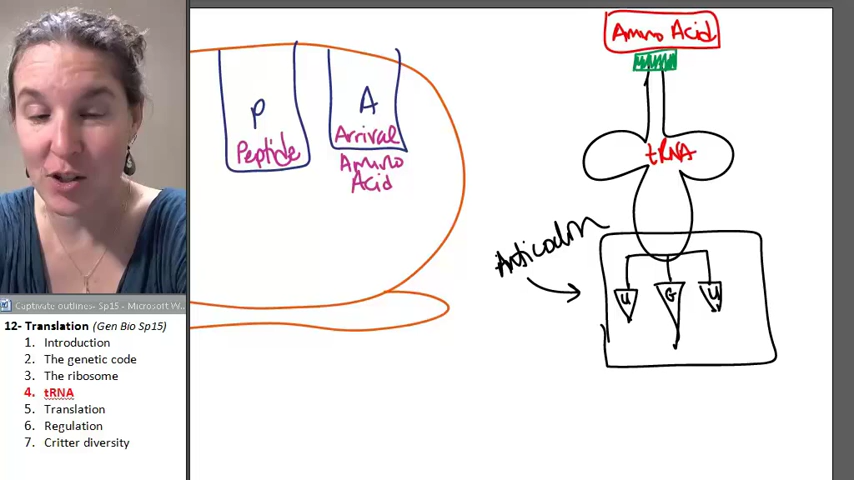 Amino Acid
P
A
Peptide
Arrival
Amino
Acid
tRNA
Anticodon
U
G
U
Captivate outlines- Sp15 - Microsoft W...
12- Translation (Gen Bio Sp15)
1. Introduction
2. The genetic code
3. The ribosome
4. tRNA
5. Translation
6. Regulation
7. Critter diversity